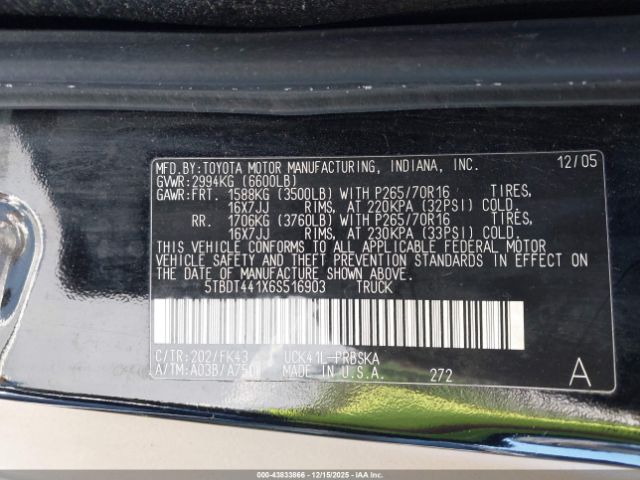 MFD.BY:TOYOTA MOTOR MANUFACTURING, INDIANA, INC. 12/05
GVWR:2994KG (6600LB)
GAWR:FRT. 1588KG (3500LB) WITH P265/70R16 TIRES,
16X7JJ RIMS, AT 220KPA (32PSI) COLD.
RR. 1706KG (3760LB) WITH P265/70R16 TIRES,
16X7JJ RIMS, AT 230KPA (33PSI) COLD.
THIS VEHICLE CONFORMS TO ALL APPLICABLE FEDERAL MOTOR
VEHICLE SAFETY AND THEFT PREVENTION STANDARDS IN EFFECT
ON THE DATE OF MANUFACTURE SHOWN ABOVE.
5TBDT441X6S516903 TRUCK
C/TR:202/FK43 UCK41L-PRBSKA
A/TM:A03B/A750 MADE IN U.S.A. 272 A
000-43833866 - 12/15/2025 - IAAI.COM